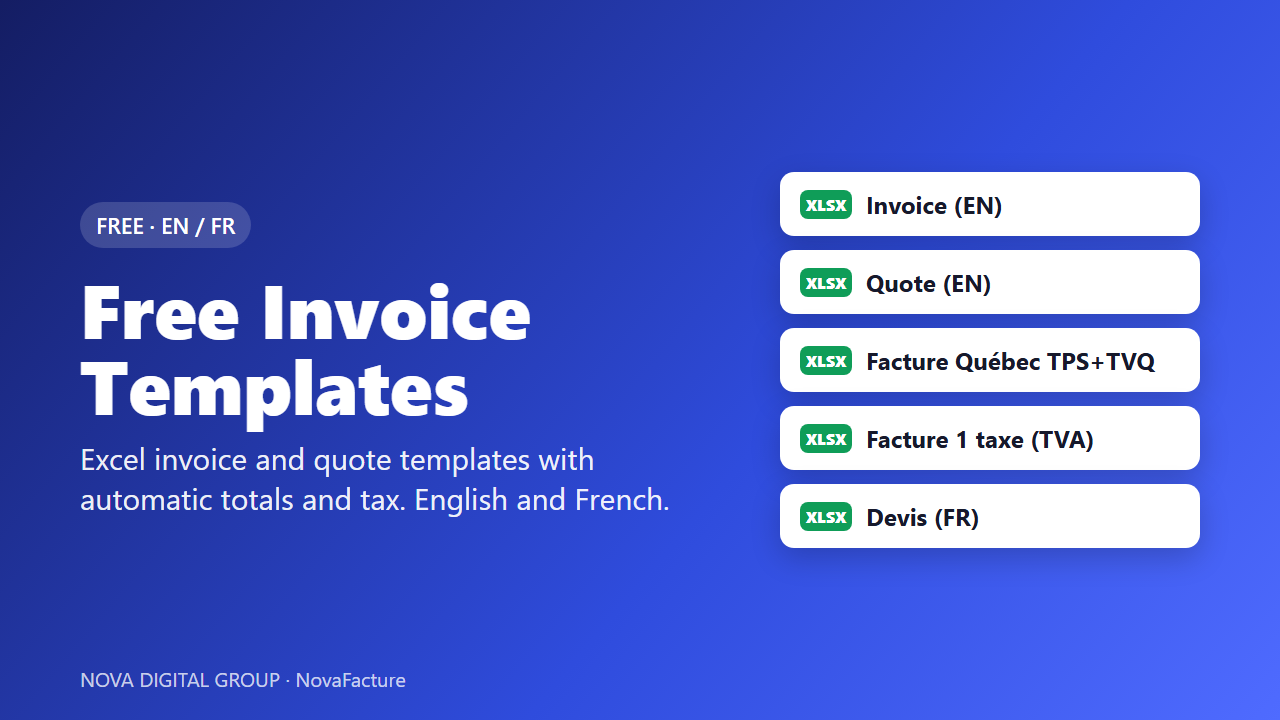 FREE · EN / FR
Free Invoice
Templates
Excel invoice and quote templates with
automatic totals and tax. English and French.
XLSX Invoice (EN)
XLSX Quote (EN)
XLSX Facture Québec TPS+TVQ
XLSX Facture 1 taxe (TVA)
XLSX Devis (FR)
NOVA DIGITAL GROUP · NovaFacture